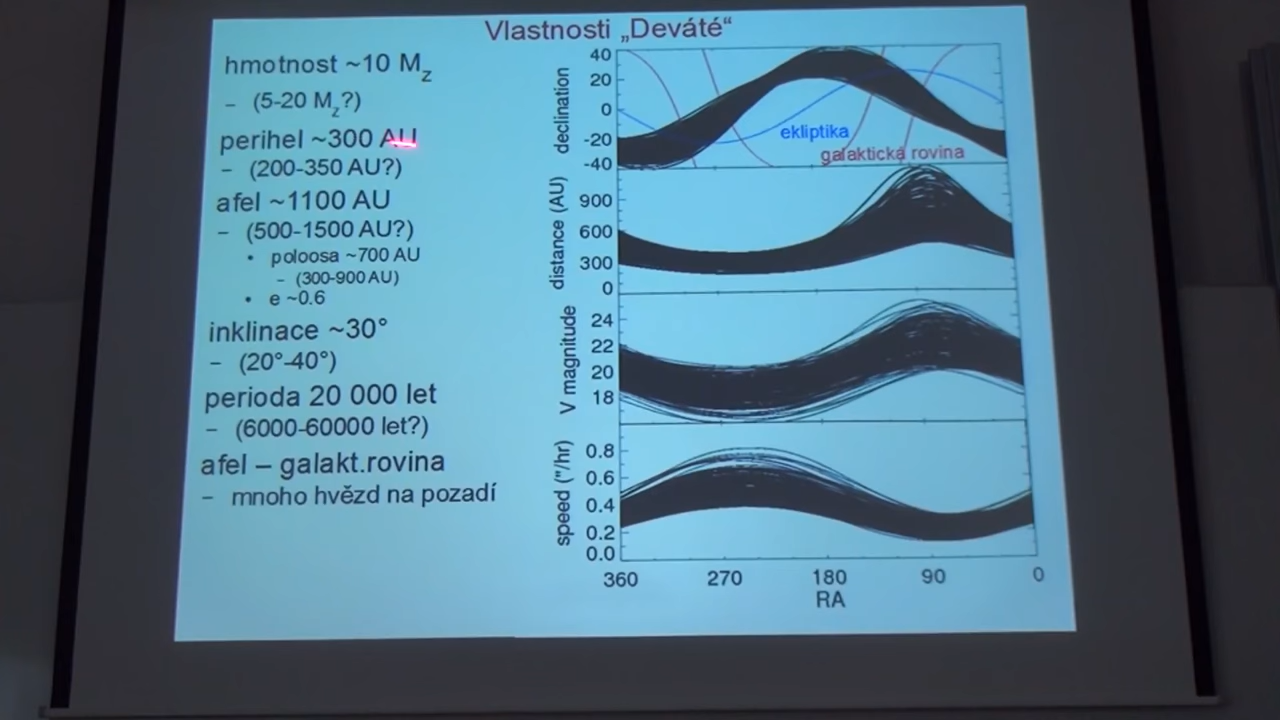 Vlastnosti „Deváté“
hmotnost ~10 Mz
– (5-20 Mz?)
perihel ~300 AU
– (200-350 AU?)
afel ~1100 AU
– (500-1500 AU?)
• poloosa ~700 AU
– (300-900 AU)
• e ~0.6
inklinace ~30°
– (20°-40°)
perioda 20 000 let
– (6000-60000 let?)
afel – galakt.rovina
– mnoho hvězd na pozadí
declination
40
20
0
-20
-40
ekliptika
galaktická rovina
distance (AU)
900
600
300
0
V magnitude
24
22
20
18
speed ("/hr)
0.8
0.6
0.4
0.2
0.0
360 270 180 90 0
RA